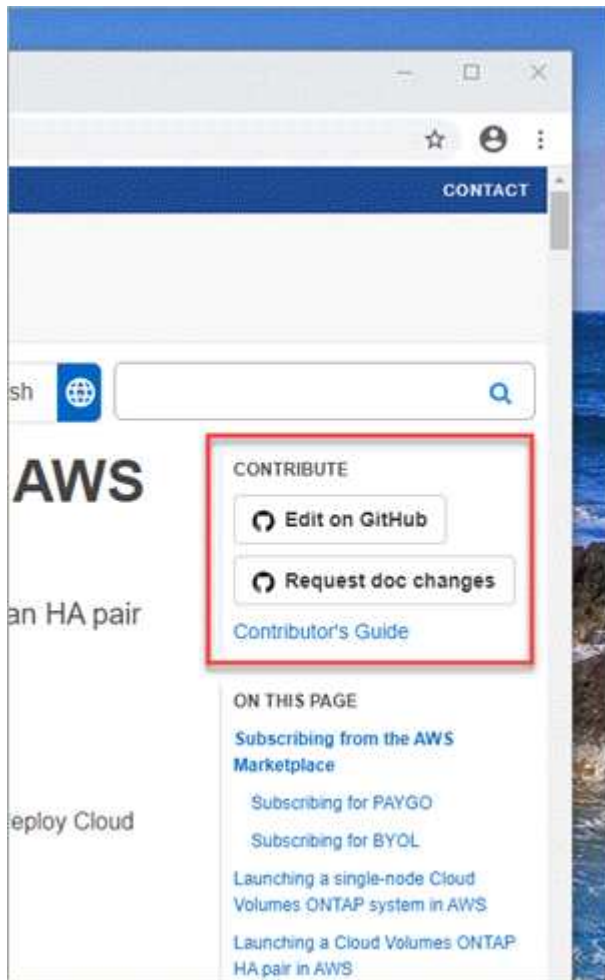 CONTACT
sh
AWS
CONTRIBUTE
Edit on GitHub
Request doc changes
an HA pair
Contributor's Guide
ON THIS PAGE
Subscribing from the AWS
Marketplace
Subscribing for PAYGO
eploy Cloud
Subscribing for BYOL
Launching a single-node Cloud
Volumes ONTAP system in AWS
Launching a Cloud Volumes ONTAP
HA pair in AWS